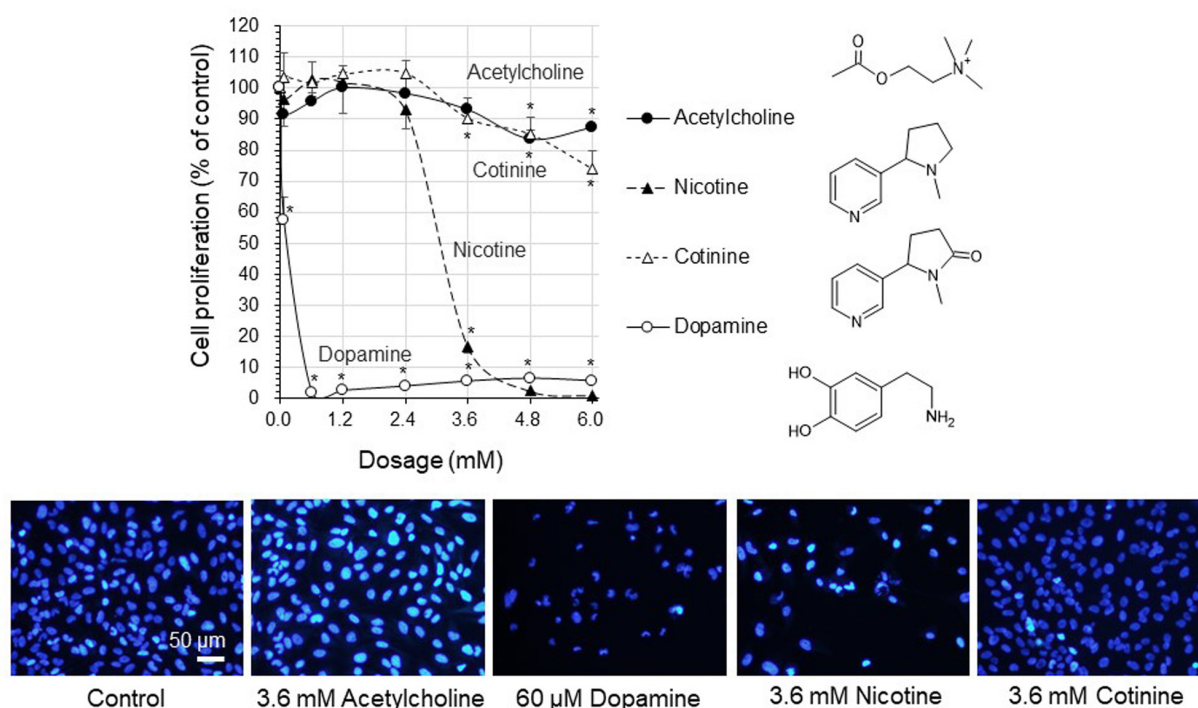 Cell proliferation (% of control)
120
110
100
90
80
70
60
50
40
30
20
10
0
0.0 1.2 2.4 3.6 4.8 6.0
Dosage (mM)
Acetylcholine
Cotinine
Nicotine
Dopamine
* * * * * * * * * * * * * *
Acetylcholine
Nicotine
Cotinine
Dopamine
O
O
N+
N
N
N
O
N
HO
HO
NH2
50 µm
Control
3.6 mM Acetylcholine
60 µM Dopamine
3.6 mM Nicotine
3.6 mM Cotinine